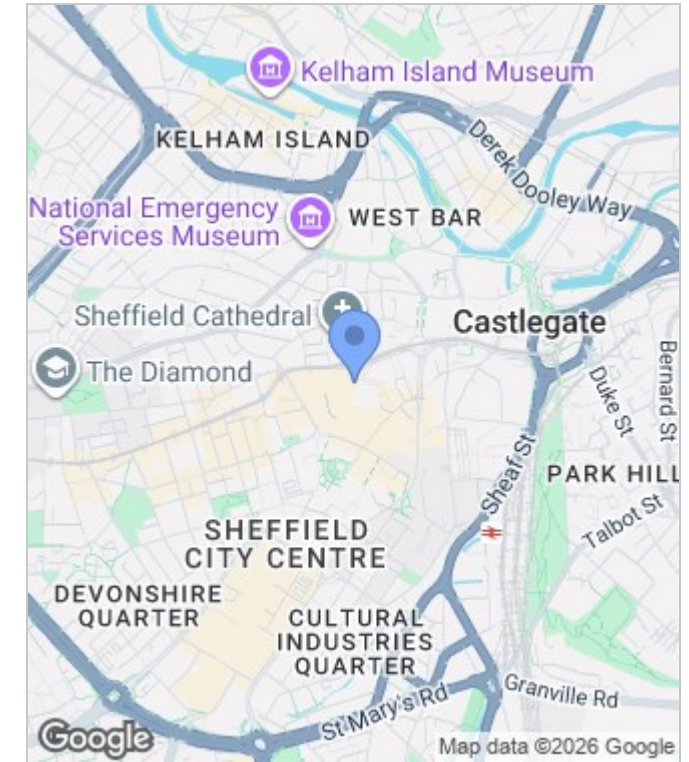 Kelham Island Museum
KELHAM ISLAND
Derek Dooley Way
National Emergency
Services Museum
WEST BAR
Sheffield Cathedral
Castlegate
The Diamond
Bernard St
Duke St
Sheaf St
PARK HILL
Talbot St
SHEFFIELD
CITY CENTRE
DEVONSHIRE
QUARTER
CULTURAL
INDUSTRIES
QUARTER
Granville Rd
St Mary's Rd
Google
Map data ©2026 Google